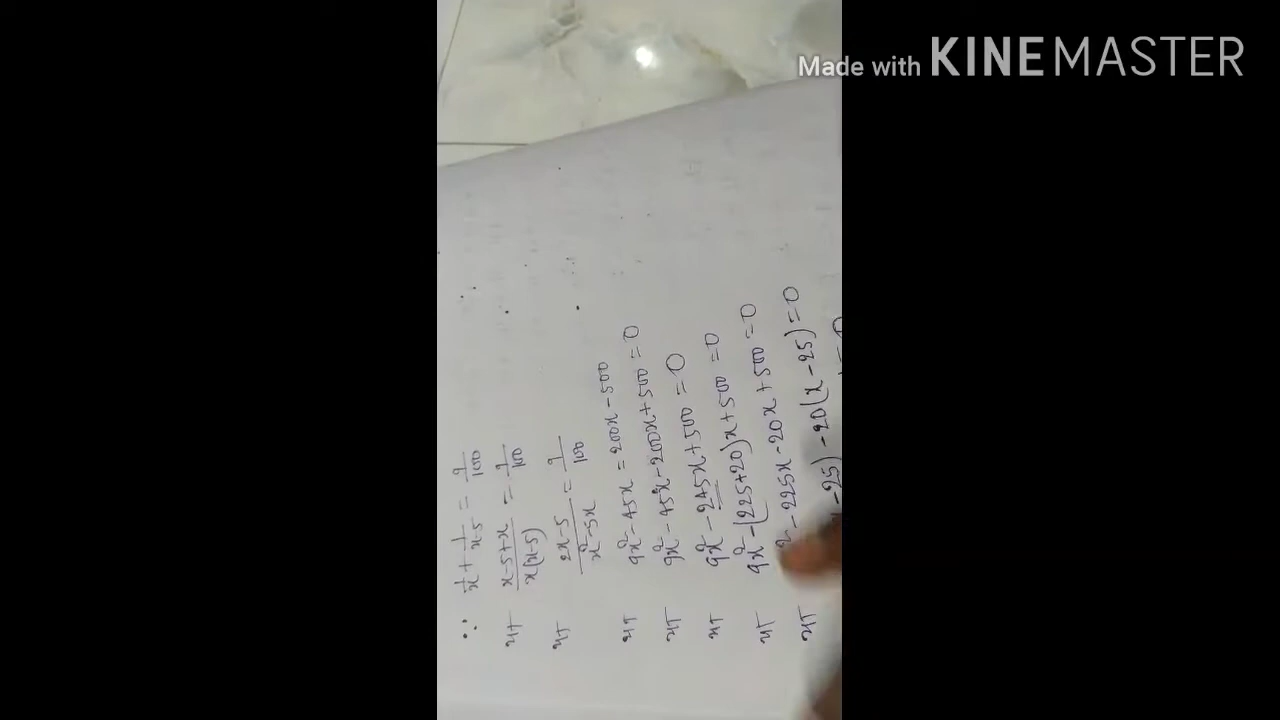 Made with KINEMASTER
∴ 1/x + 1/(x-5) = 9/100
या (x-5+x)/(x(x-5)) = 9/100
या (2x-5)/(x²-5x) = 9/100
या 9x²-45x = 200x-500
या 9x²-45x-200x+500=0
या 9x²-245x+500=0
या 9x²-(225+20)x+500=0
या -225x-20x+500=0
-25)-20(x-25)=0